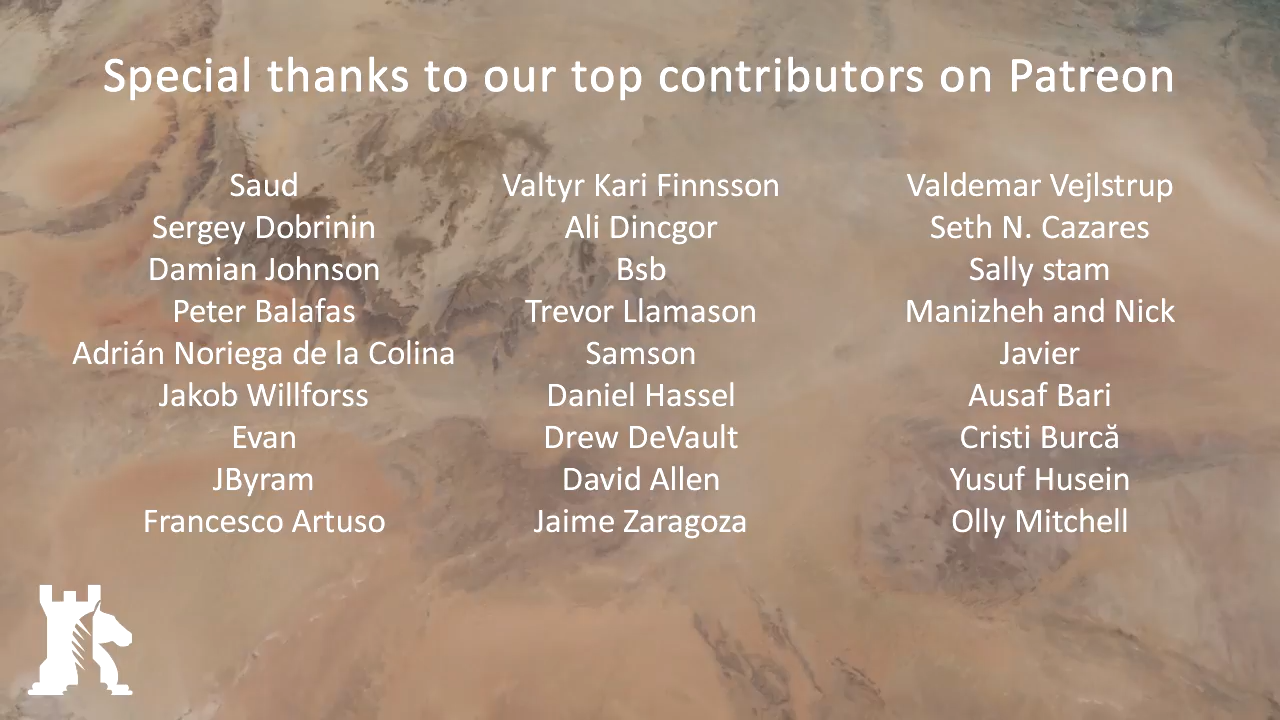 Special thanks to our top contributors on Patreon
Saud
Sergey Dobrinin
Damian Johnson
Peter Balafas
Adrián Noriega de la Colina
Jakob Willforss
Evan
JByram
Francesco Artuso
Valtyr Kari Finnsson
Ali Dincgor
Bsb
Trevor Llamason
Samson
Daniel Hassel
Drew DeVault
David Allen
Jaime Zaragoza
Valdemar Vejlstrup
Seth N. Cazares
Sally stam
Manizheh and Nick
Javier
Ausaf Bari
Cristi Burcă
Yusuf Husein
Olly Mitchell